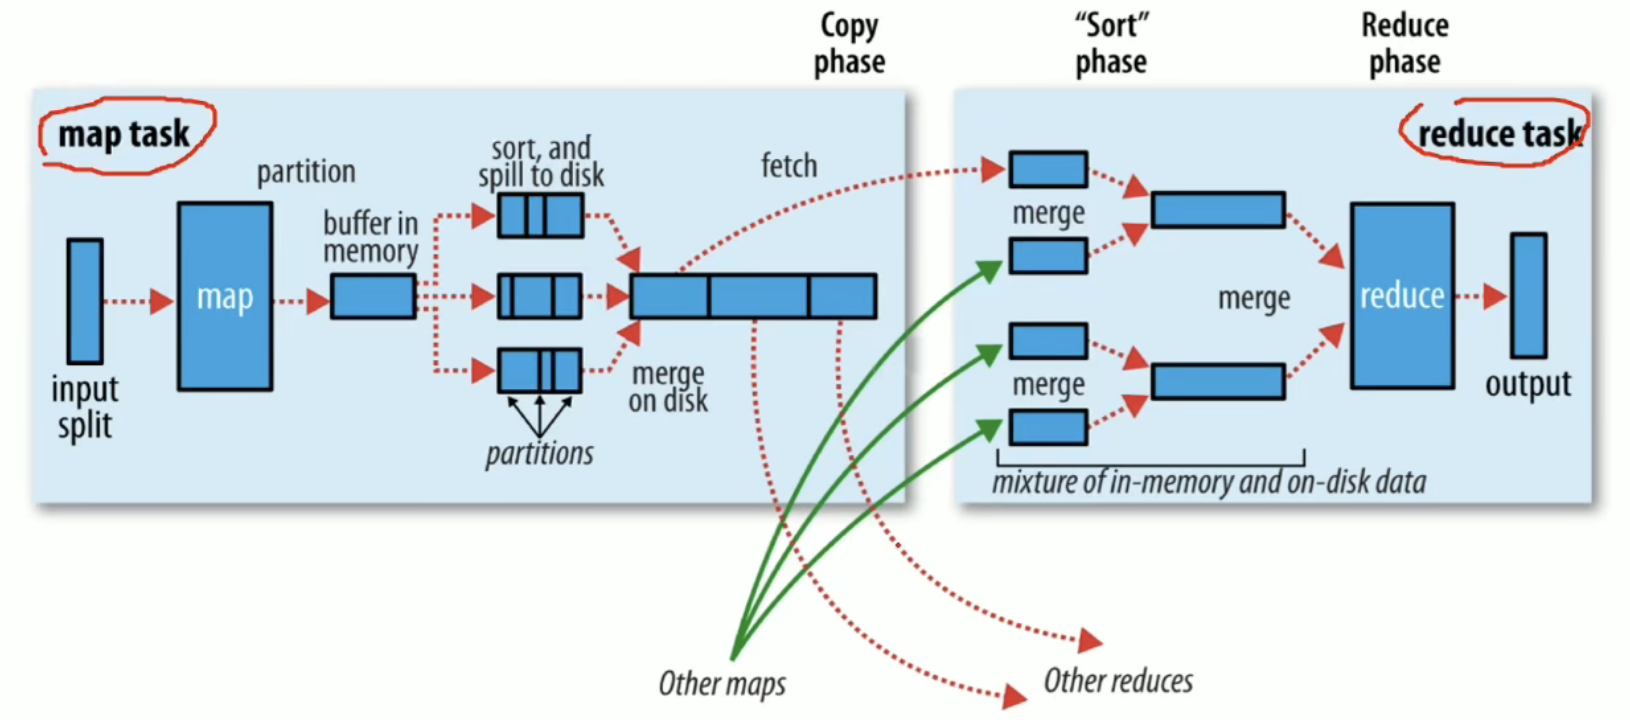 Copy
phase
“Sort”
phase
Reduce
phase
map task
reduce task
partition
sort, and
spill to disk
fetch
buffer in
memory
merge
map
merge
reduce
input
split
merge
on disk
merge
output
partitions
mixture of in-memory and on-disk data
Other maps
Other reduces